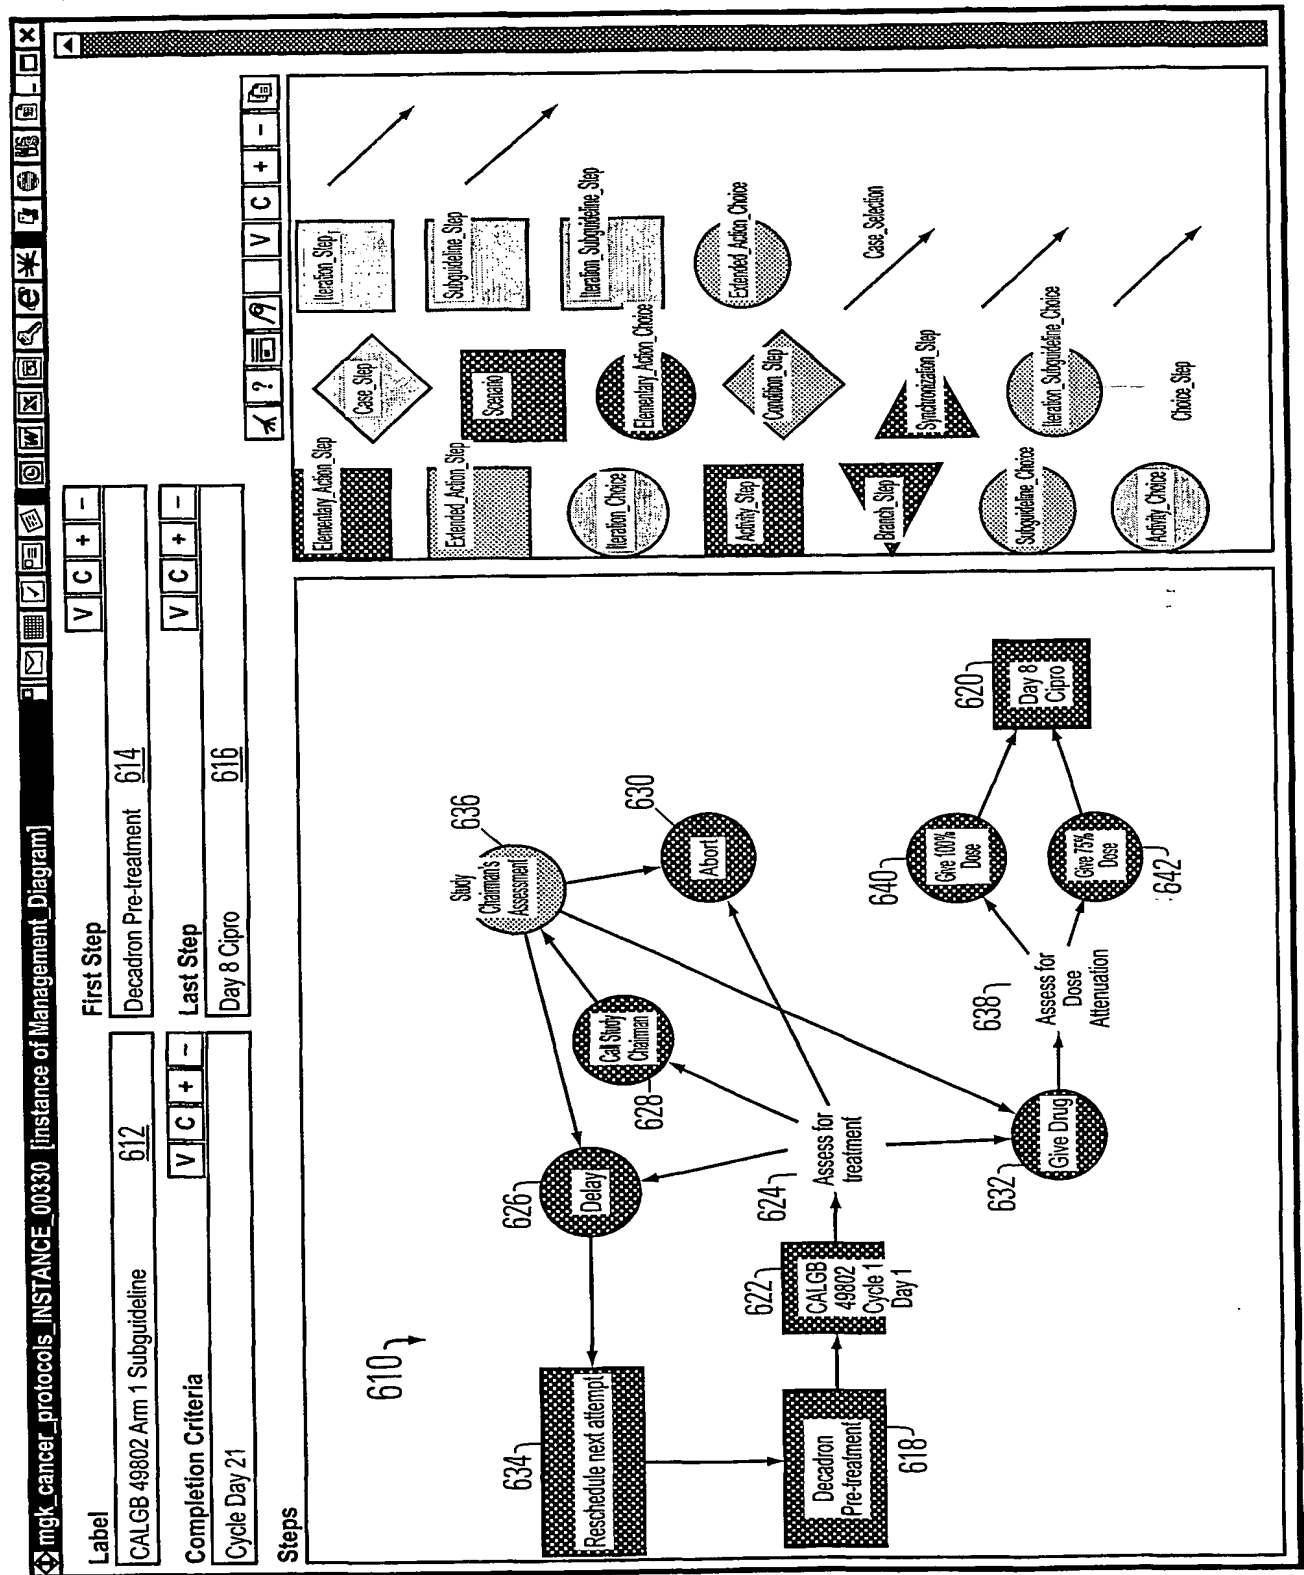 mgk_cancer_protocols_INSTANCE_00330 [instance of Management_Diagram]
Label
CALGB 49802 Arm 1 Subguideline 612
First Step
V C + -
Decadron Pre-treatment 614
Completion Criteria
V C + -
Cycle Day 21
Last Step
V C + -
Day 8 Cipro 616
Steps
? V C + -
610
634
Reschedule next attempt
626
Delay
628
Call Study
Chairman
Study
Chairman's
Assessment
636
630
Abort
Decadron
Pre-treatment
618
622
CALGB
49802
Cycle 1
Day 1
624
Assess for
treatment
632
Give Drug
638
Assess for
Dose
Attenuation
640
Give 100%
Dose
Give 75%
Dose
642
620
Day 8
Cipro
Elementary_Action_Step
Case_Step
Iteration_Step
Extended_Action_Step
Scenario
Subguideline_Step
Iteration_Choice
Elementary_Action_Choice
Iteration_Subguideline_Step
Activity_Step
Condition_Step
Extended_Action_Choice
Branch_Step
Synchronization_Step
Case_Selection
Subguideline_Choice
Iteration_Subguideline_Choice
Activity_Choice
Choice_Step